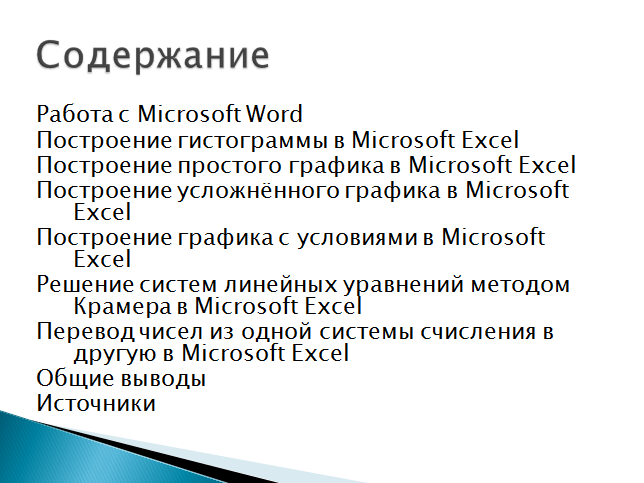 Содержание
Работа с Microsoft Word
Построение гистограммы в Microsoft Excel
Построение простого графика в Microsoft Excel
Построение усложнённого графика в Microsoft
Excel
Построение графика с условиями в Microsoft
Excel
Решение систем линейных уравнений методом
Крамера в Microsoft Excel
Перевод чисел из одной системы счисления в
другую в Microsoft Excel
Общие выводы
Источники